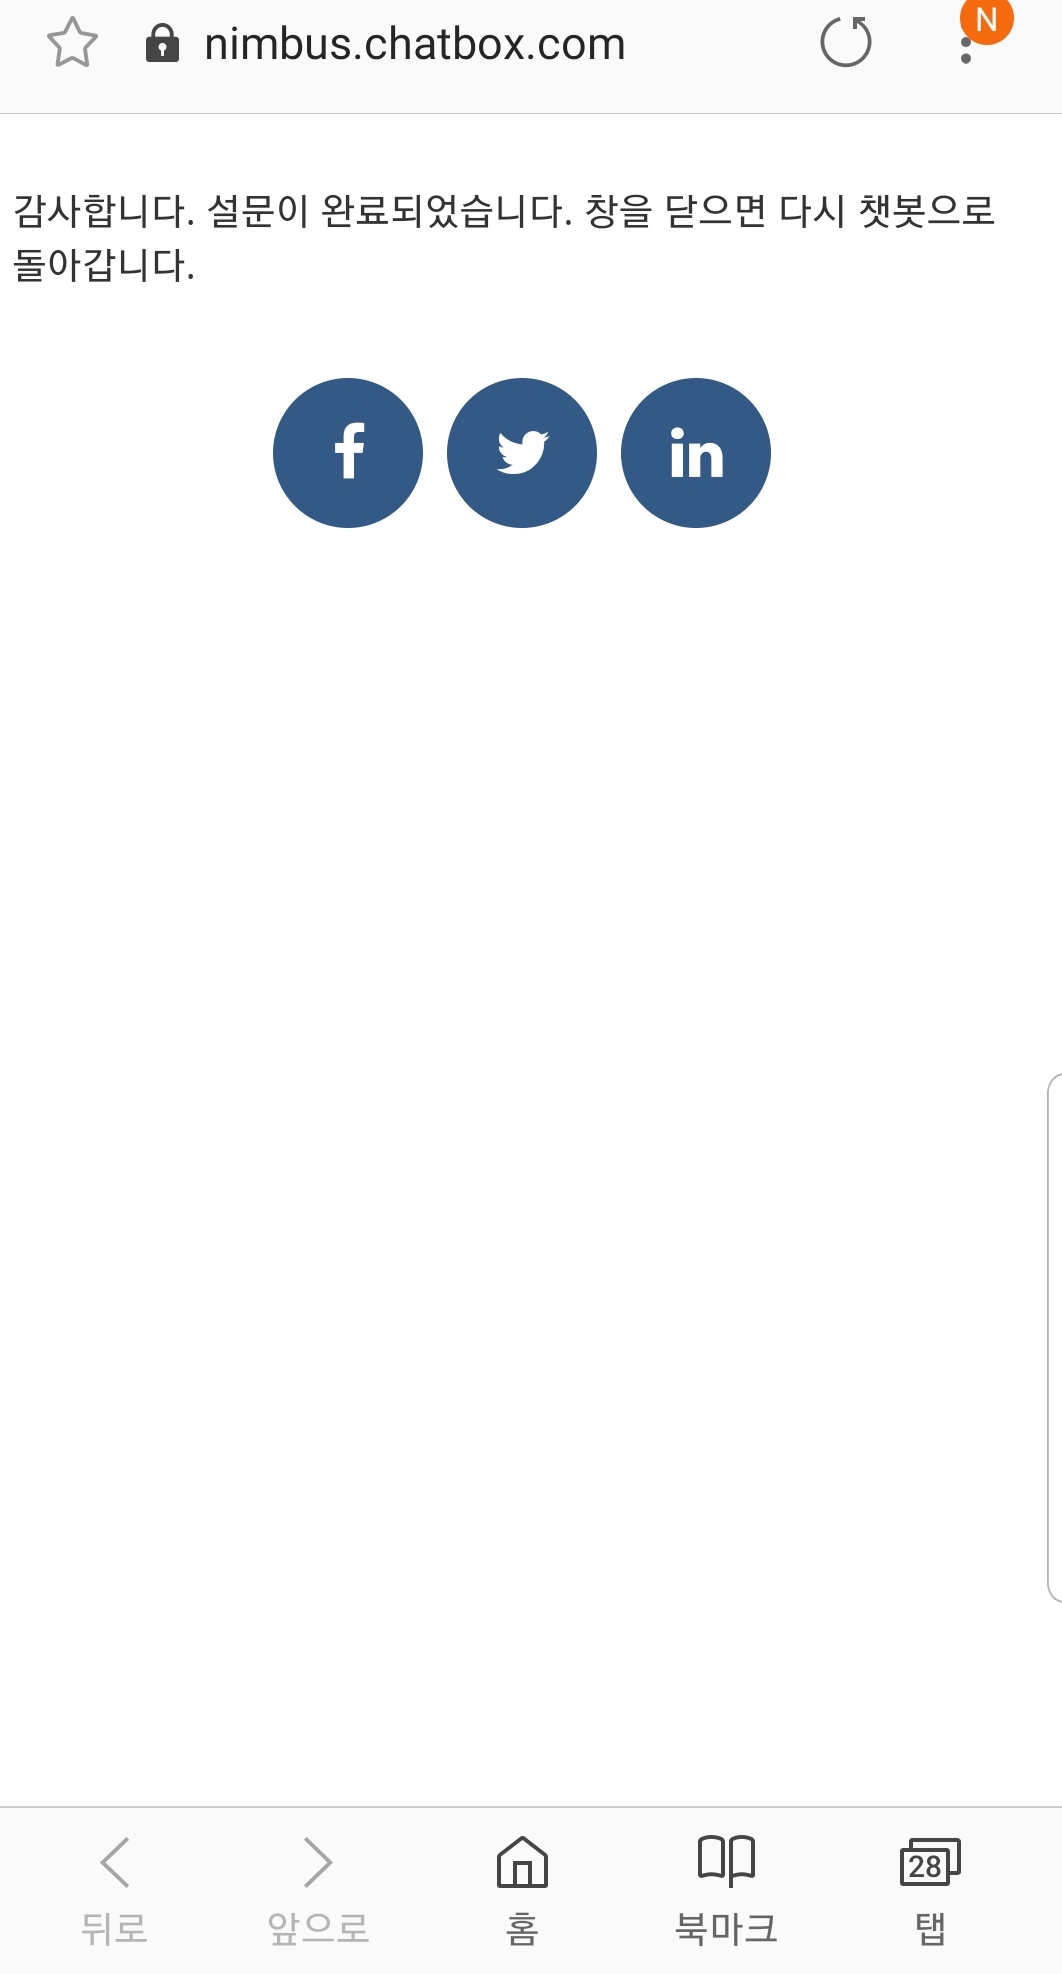 nimbus.chatbox.com
N
감사합니다. 설문이 완료되었습니다. 창을 닫으면 다시 챗봇으로
돌아갑니다.
f
in
28
뒤로 앞으로 홈 북마크 탭